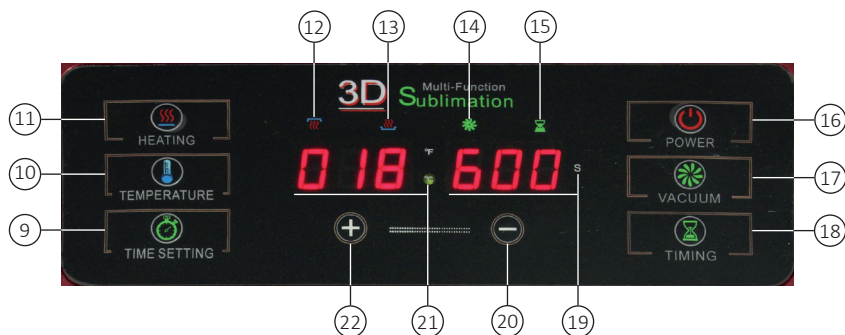 12 13 14 15
3D Multi-Function
Sublimation
11 HEATING
16 POWER
°F
018 600 S
°C
10 TEMPERATURE
17 VACUUM
9 TIME SETTING
18 TIMING
+ −
22 21 20 19